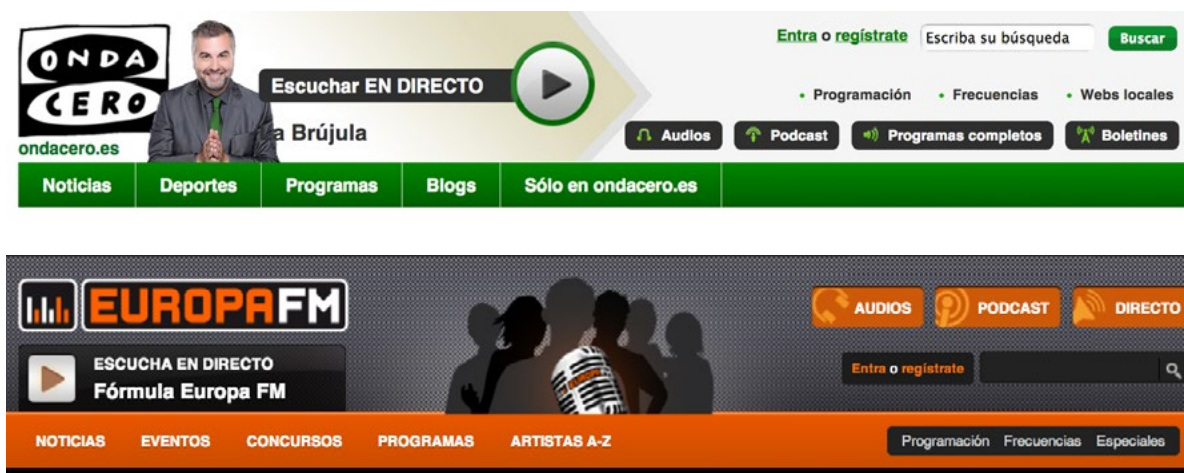 ONDA
CERO
ondacero.es
Escuchar EN DIRECTO
a Brújula
Entra o regístrate
Escriba su búsqueda
Buscar
Programación
Frecuencias
Webs locales
Audios
Podcast
Programas completos
Boletines
Noticias
Deportes
Programas
Blogs
Sólo en ondacero.es
EUROPA FM
ESCUCHA EN DIRECTO
Fórmula Europa FM
EUROPA
AUDIOS
PODCAST
DIRECTO
Entra o regístrate
NOTICIAS
EVENTOS
CONCURSOS
PROGRAMAS
ARTISTAS A-Z
Programación
Frecuencias
Especiales